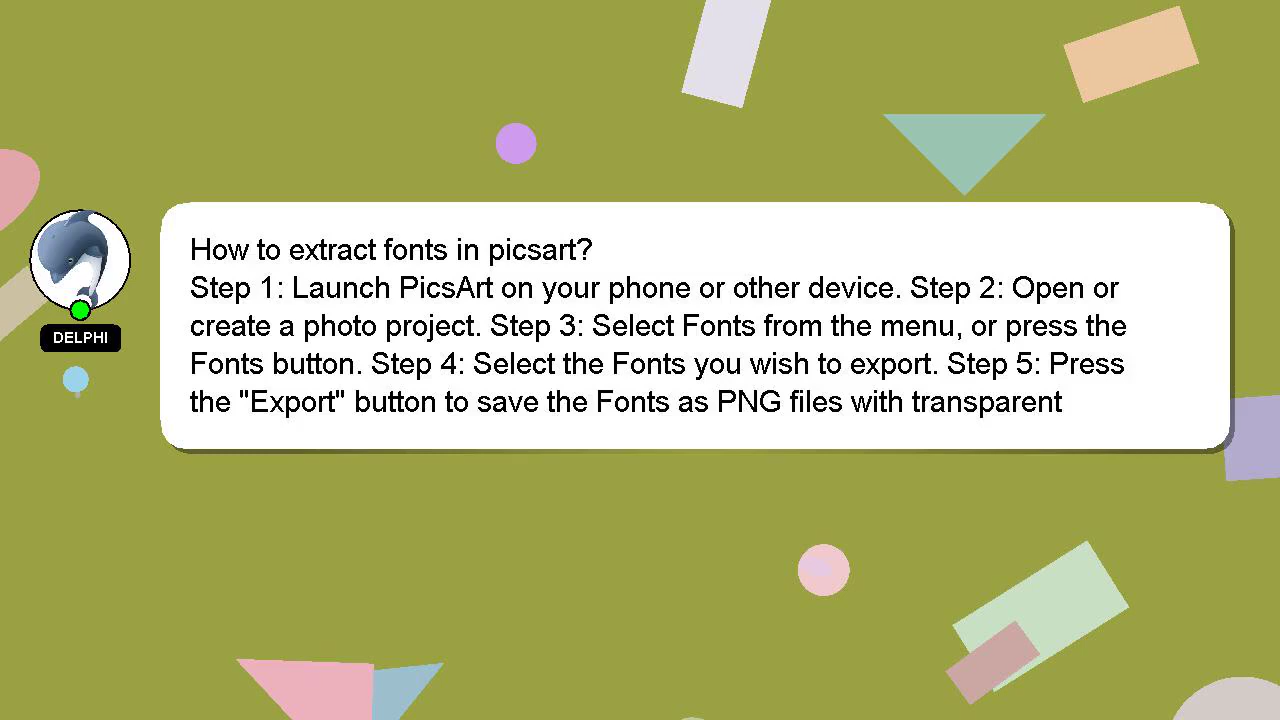 How to extract fonts in picsart?
Step 1: Launch PicsArt on your phone or other device. Step 2: Open or
create a photo project. Step 3: Select Fonts from the menu, or press the
Fonts button. Step 4: Select the Fonts you wish to export. Step 5: Press
the "Export" button to save the Fonts as PNG files with transparent
DELPHI